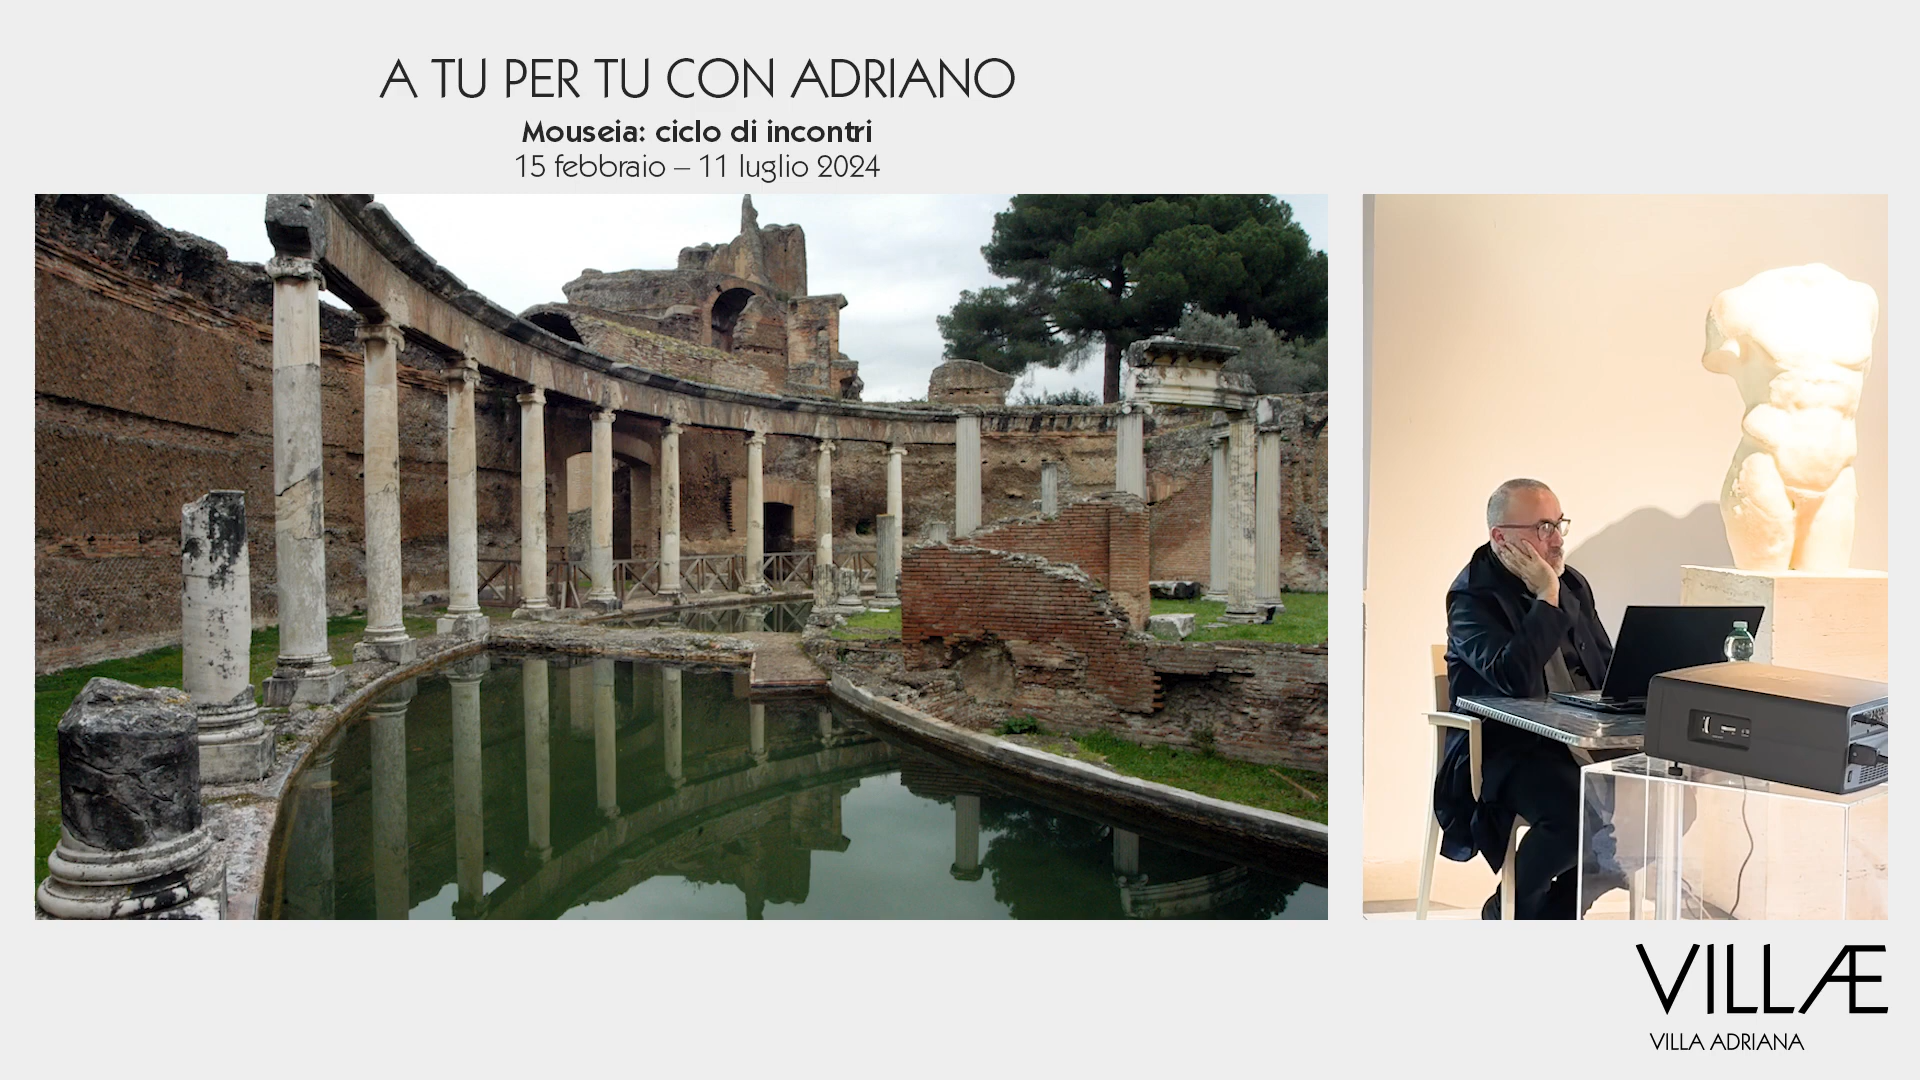 A TU PER TU CON ADRIANO
Mouseia: ciclo di incontri
15 febbraio – 11 luglio 2024
VILLÆ
VILLA ADRIANA